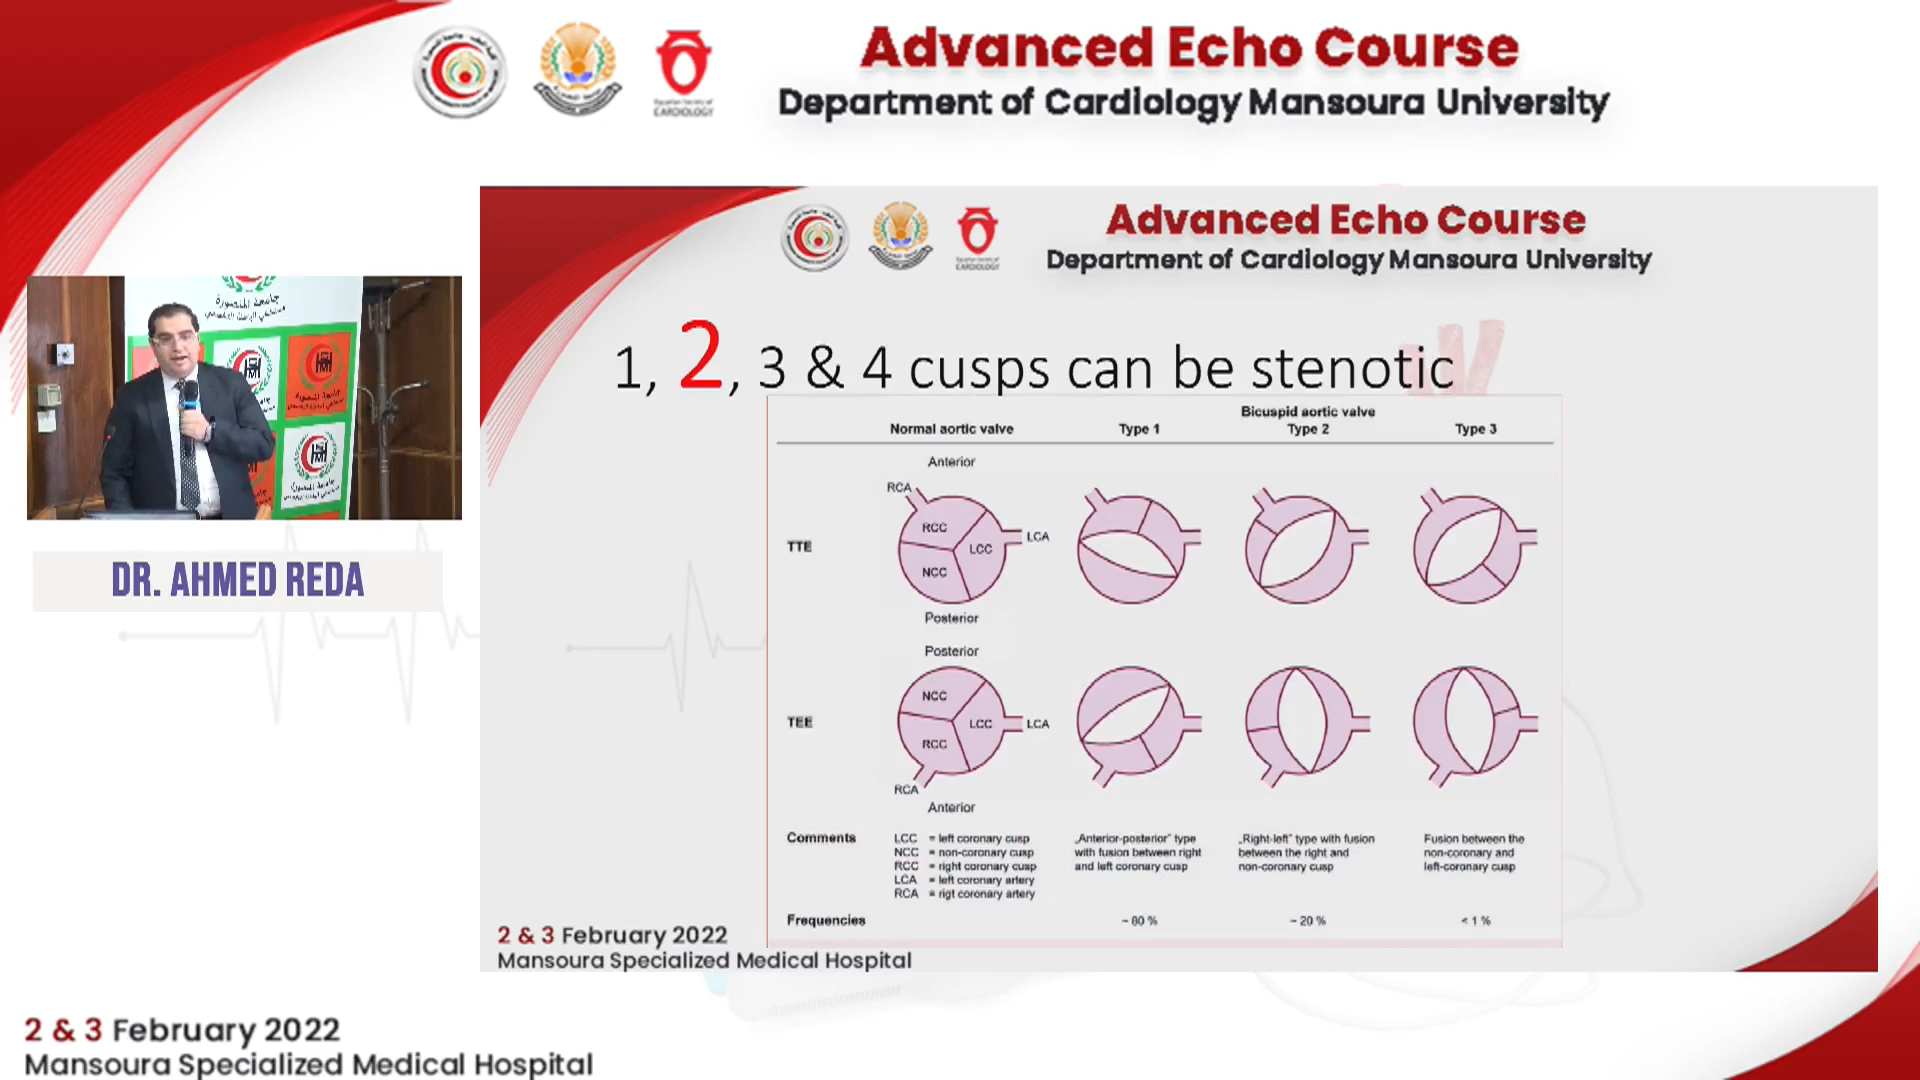 Advanced Echo Course
Department of Cardiology Mansoura University
CARDIOLOGY
Advanced Echo Course
Department of Cardiology Mansoura University
CARDIOLOGY
جامعة المنصورة
DR. AHMED REDA
1, 2, 3 & 4 cusps can be stenotic
Bicuspid aortic valve
Normal aortic valve Type 1 Type 2 Type 3
Anterior
RCA
RCC
LCC
LCA
NCC
TTE
Posterior
Posterior
NCC
LCC
LCA
RCC
TEE
RCA
Anterior
Comments
LCC = left coronary cusp
NCC = non-coronary cusp
RCC = right coronary cusp
LCA = left coronary artery
RCA = rigt coronary artery
„Anterior-posterior" type
with fusion between right
and left coronary cusp
„Right-left" type with fusion
between the right and
non-coronary cusp
Fusion between the
non-coronary and
left-coronary cusp
Frequencies ~ 80 % ~ 20 % < 1 %
2 & 3 February 2022
Mansoura Specialized Medical Hospital
2 & 3 February 2022
Mansoura Specialized Medical Hospital